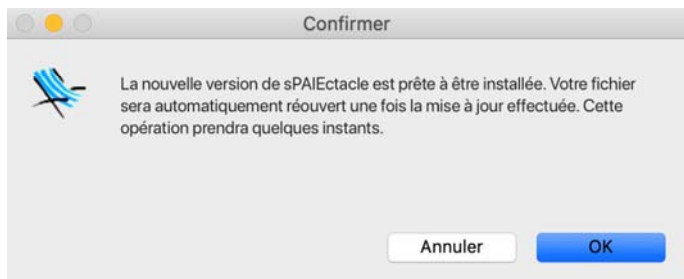 Confirmer
La nouvelle version de sPAIEctacle est prête à être installée. Votre fichier
sera automatiquement réouvert une fois la mise à jour effectuée. Cette
opération prendra quelques instants.
Annuler
OK